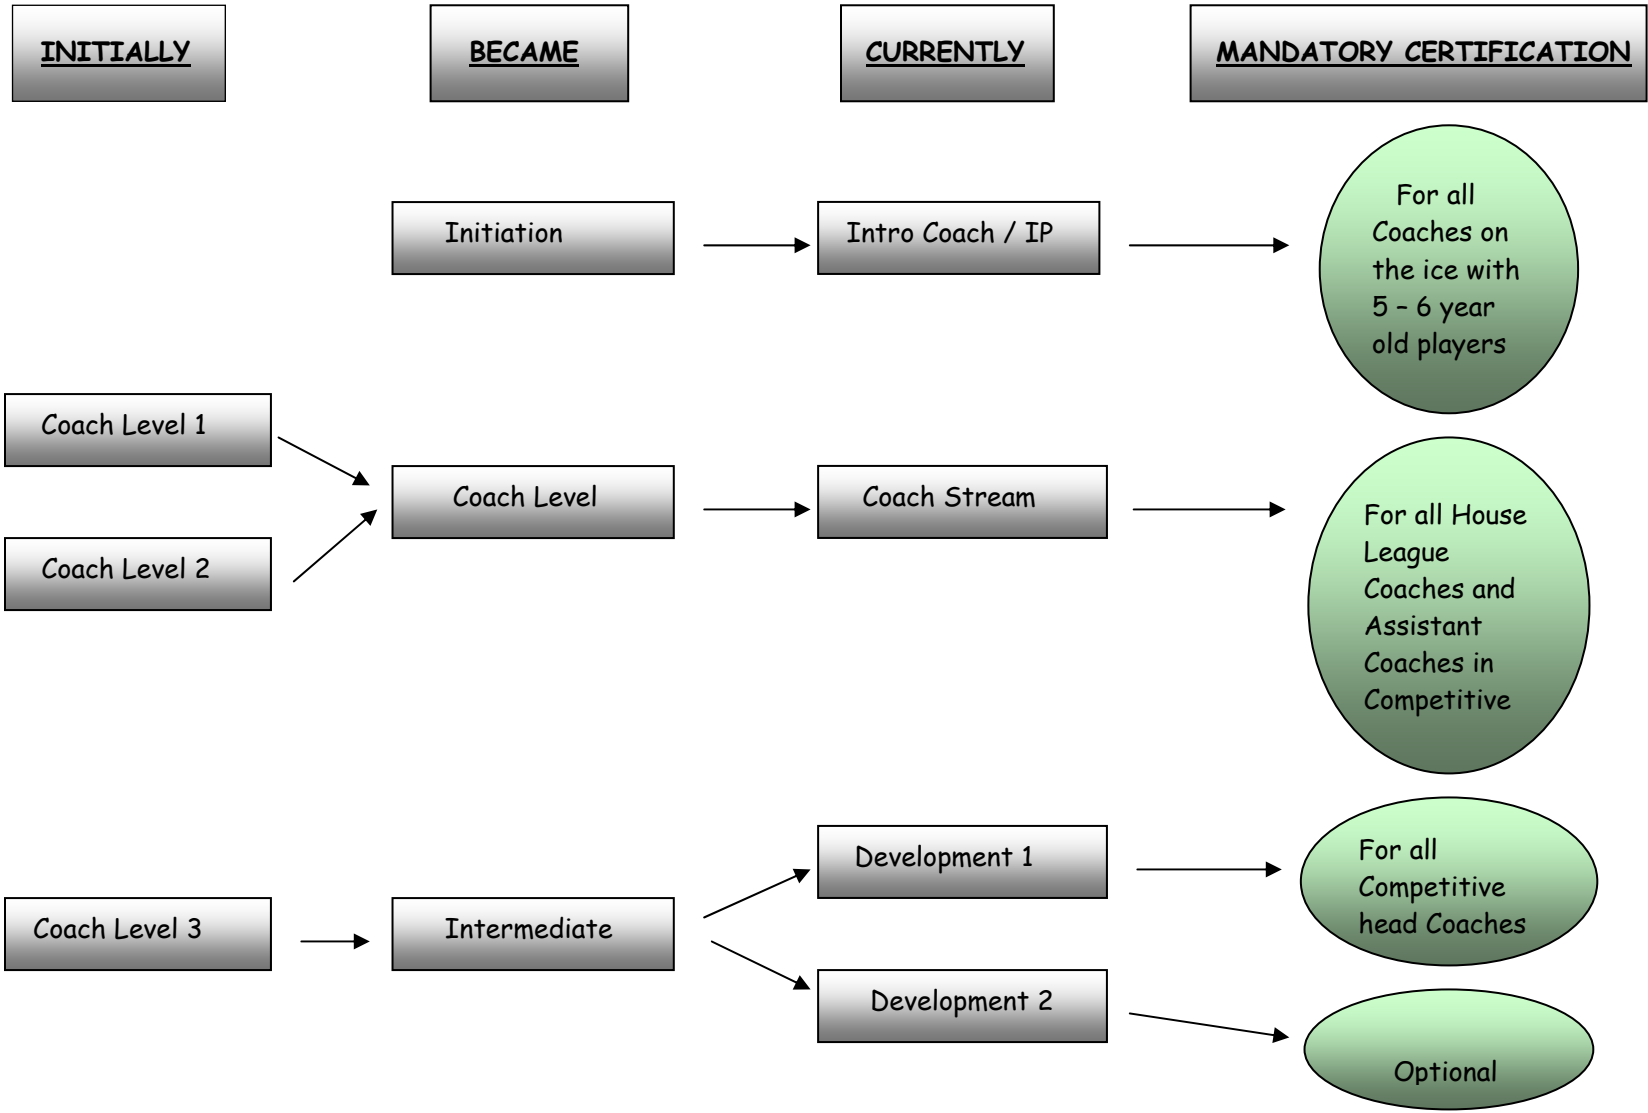 INITIALLY
BECAME
CURRENTLY
MANDATORY CERTIFICATION
Initiation
Intro Coach / IP
For all
Coaches on
the ice with
5 – 6 year
old players
Coach Level 1
Coach Level 2
Coach Level
Coach Stream
For all House
League
Coaches and
Assistant
Coaches in
Competitive
Coach Level 3
Intermediate
Development 1
For all
Competitive
head Coaches
Development 2
Optional